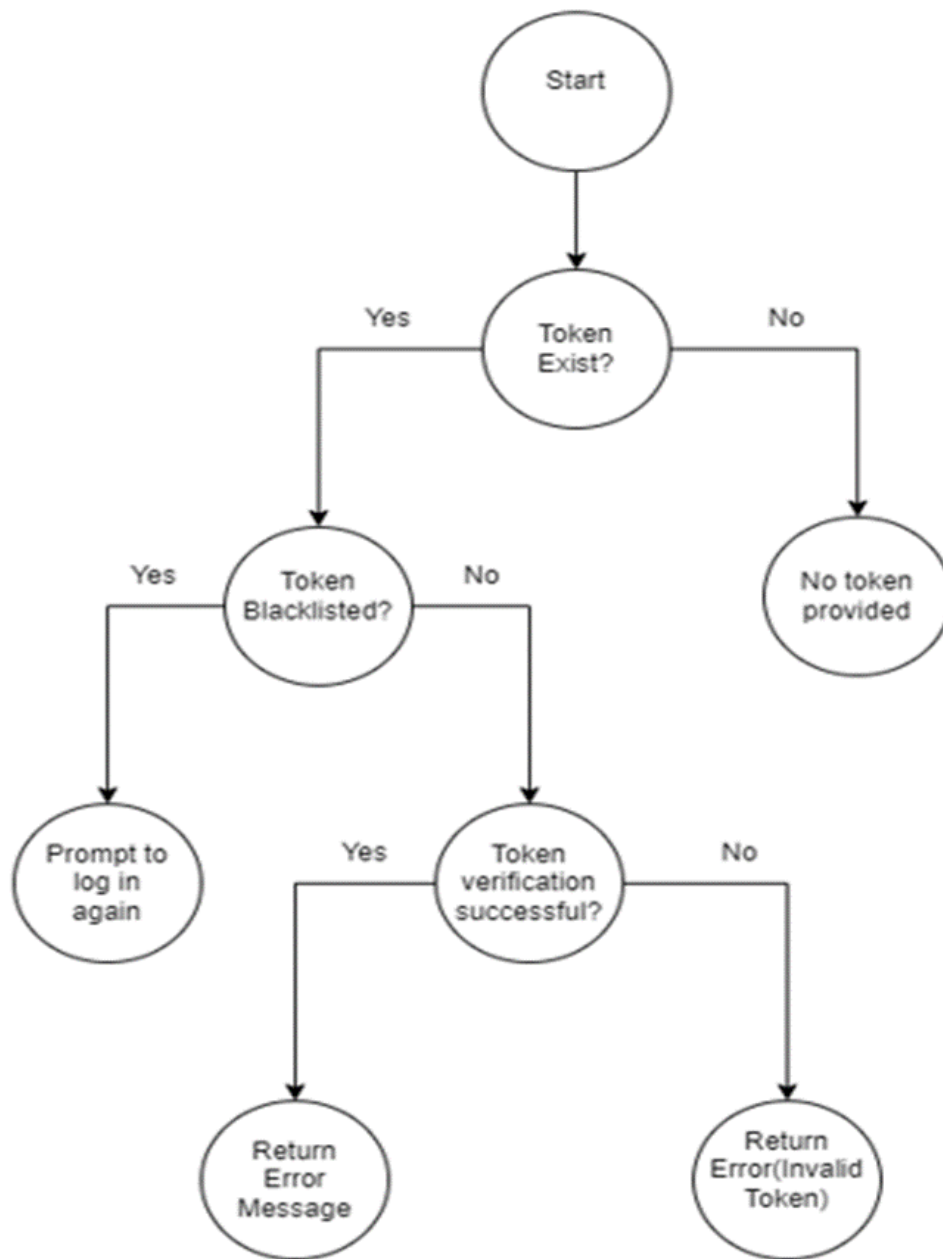 Start
Yes
No
Token
Exist?
Yes
No
Token
Blacklisted?
No token
provided
Yes
No
Prompt to
log in
again
Token
verification
successful?
Return
Error
Message
Return
Error(Invalid
Token)